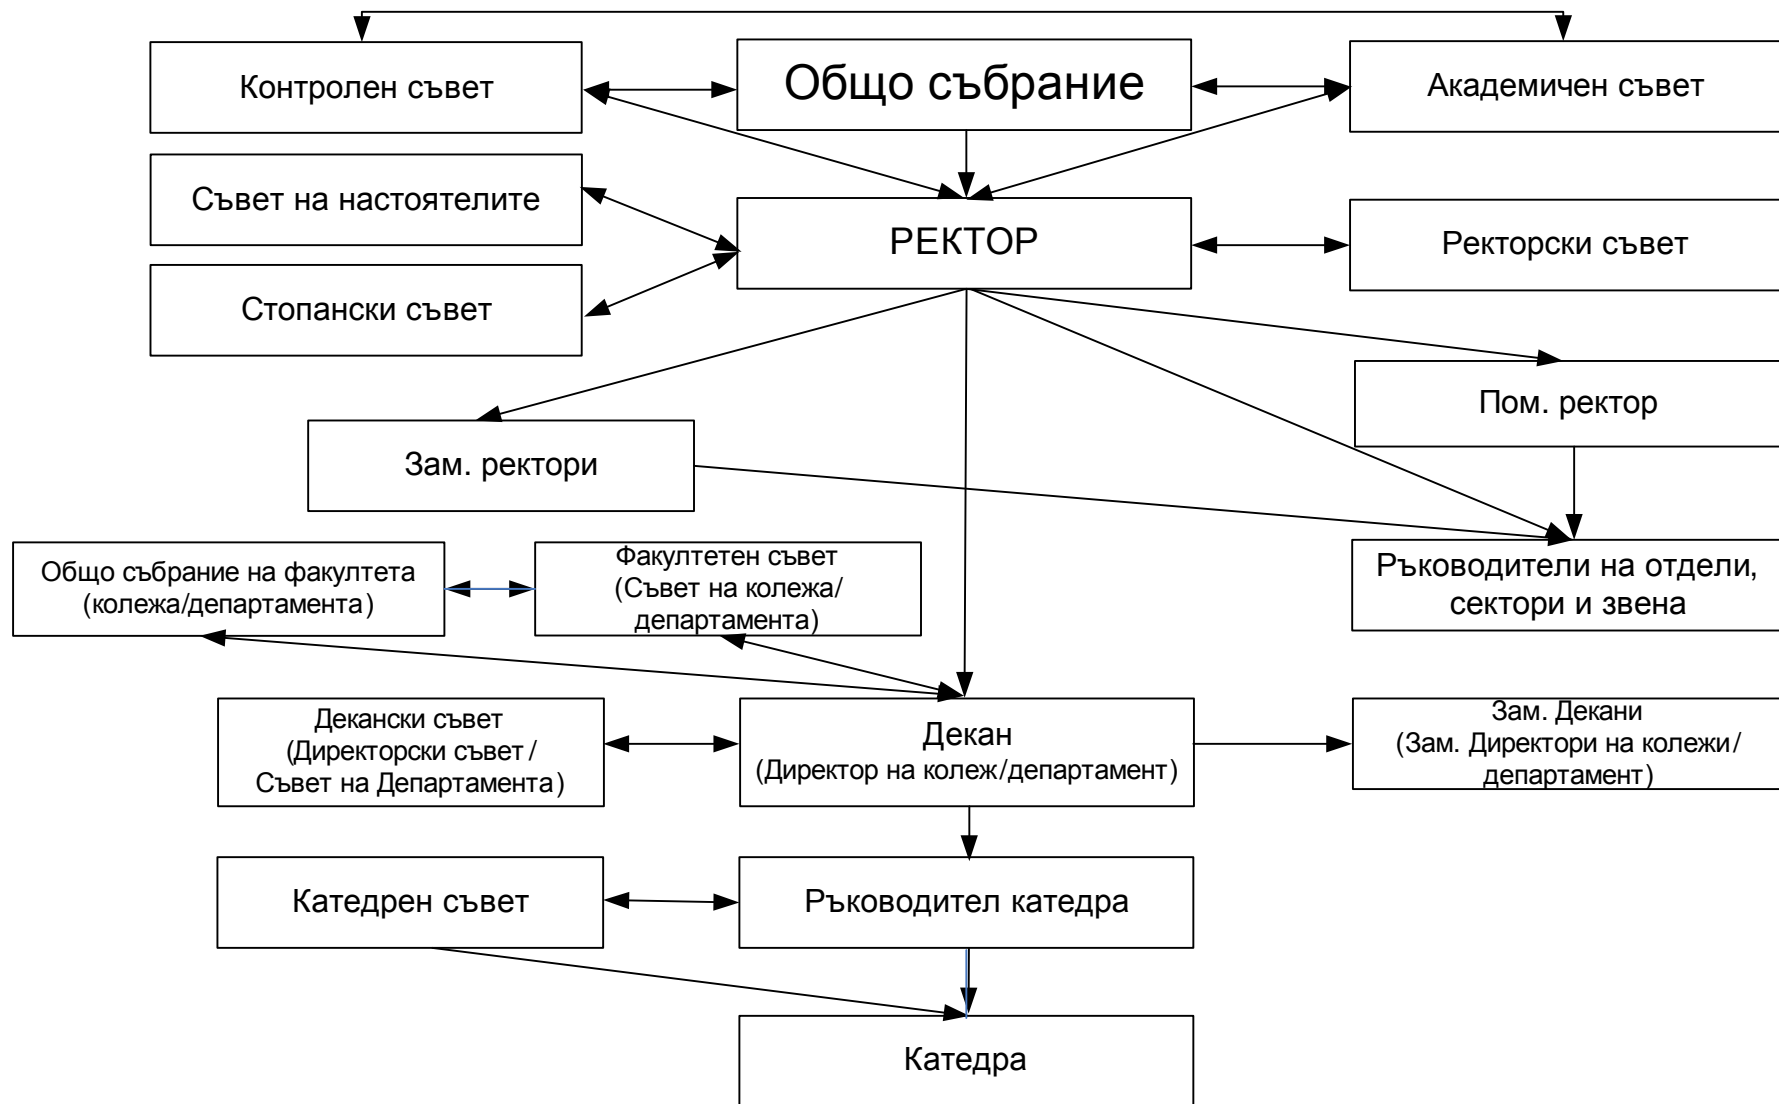 Контролен съвет
Общо събрание
Академичен съвет
Съвет на настоятелите
РЕКТОР
Ректорски съвет
Стопански съвет
Пом. ректор
Зам. ректори
Общо събрание на факултета
(колежа/департамента)
Факултетен съвет
(Съвет на колежа/
департамента)
Ръководители на отдели,
сектори и звена
Декански съвет
(Директорски съвет/
Съвет на Департамента)
Декан
(Директор на колеж/департамент)
Зам. Декани
(Зам. Директори на колежи/
департамент)
Катедрен съвет
Ръководител катедра
Катедра